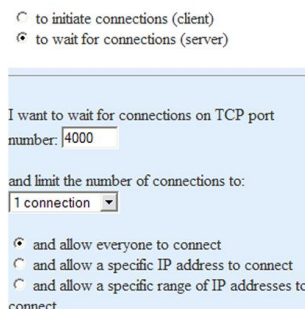 to initiate connections (client)
to wait for connections (server)
I want to wait for connections on TCP port
number: 4000
and limit the number of connections to:
1 connection
and allow everyone to connect
and allow a specific IP address to connect
and allow a specific range of IP addresses to
connect